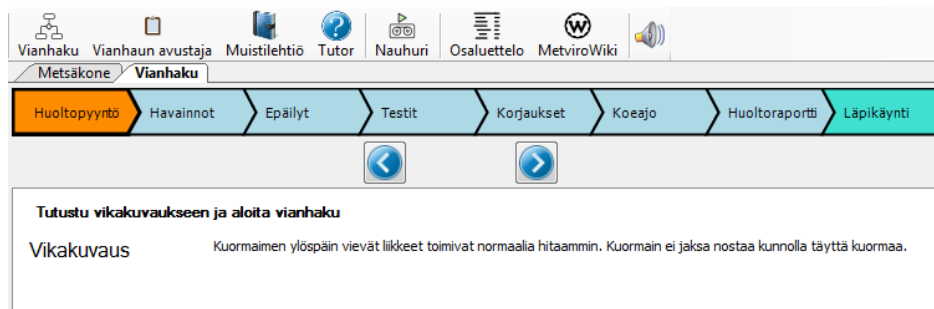 Vianhaku Vianhaun avustaja Muistilehtiö Tutor Nauhuri Osaluettelo MetviroWiki
Metsäkone Vianhaku
Huoltopyyntö Havainnot Epäilyt Testit Korjaukset Koeajo Huoltoraportti Läpikäynti
Tutustu vikakuvaukseen ja aloita vianhaku
Vikakuvaus Kuormaimen ylöspäin vievät liikkeet toimivat normaalia hitaammin. Kuormain ei jaksa nostaa kunnolla täyttä kuormaa.